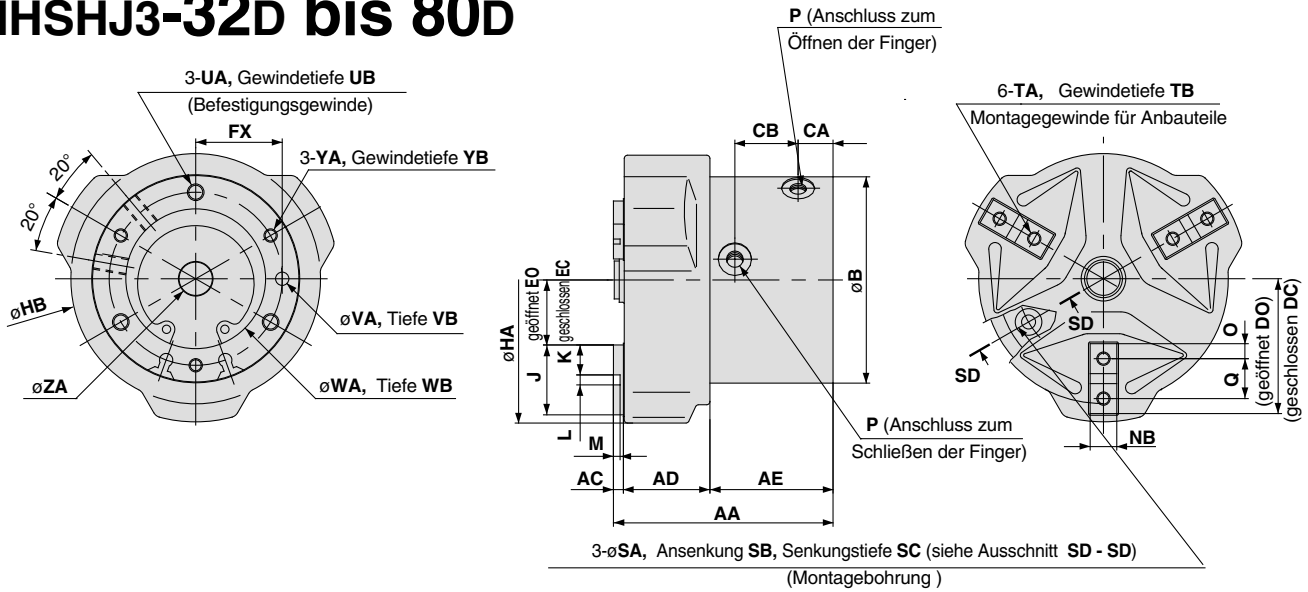 MHSHJ3-32D bis 80D
P (Anschluss zum
Öffnen der Finger)
3-UA, Gewindetiefe UB
(Befestigungsgewinde)
FX
3-YA, Gewindetiefe YB
20°
20°
øHB
øVA, Tiefe VB
øZA
øWA, Tiefe WB
CB
CA
øB
øHA
geöffnet EO
geschlossen EC
K
J
L
M
AC
AD
AE
AA
P (Anschluss zum
Schließen der Finger)
6-TA, Gewindetiefe TB
Montagegewinde für Anbauteile
SD
SD
O
Q
(geöffnet DO)
(geschlossen DC)
NB
3-øSA, Ansenkung SB, Senkungstiefe SC (siehe Ausschnitt SD - SD)
(Montagebohrung )